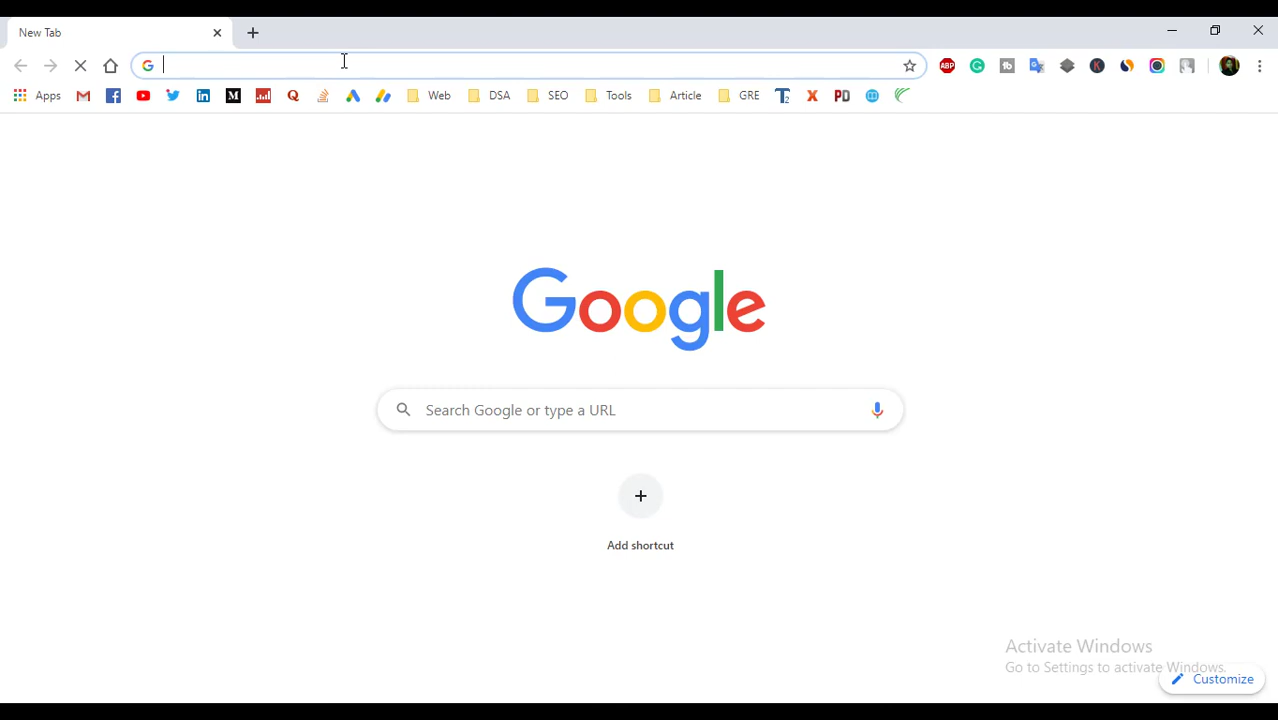 New Tab
Apps Web DSA SEO Tools Article GRE
Google
Search Google or type a URL
Add shortcut
Activate Windows
Go to Settings to activate Windows.
Customize